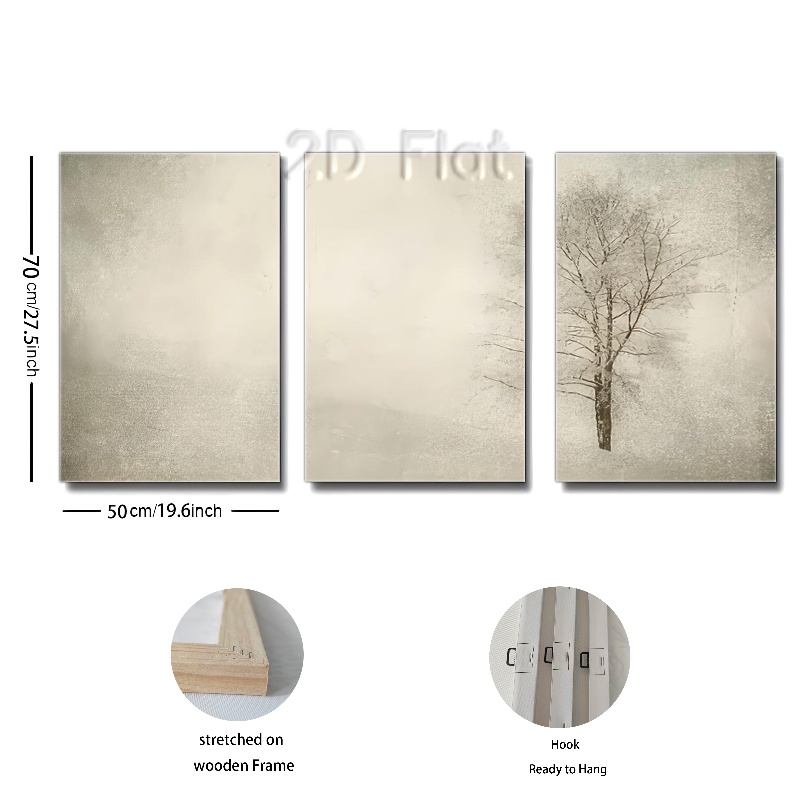 2D Flat
70 cm/27.5inch
50cm/19.6inch
stretched on
wooden Frame
Hook
Ready to Hang